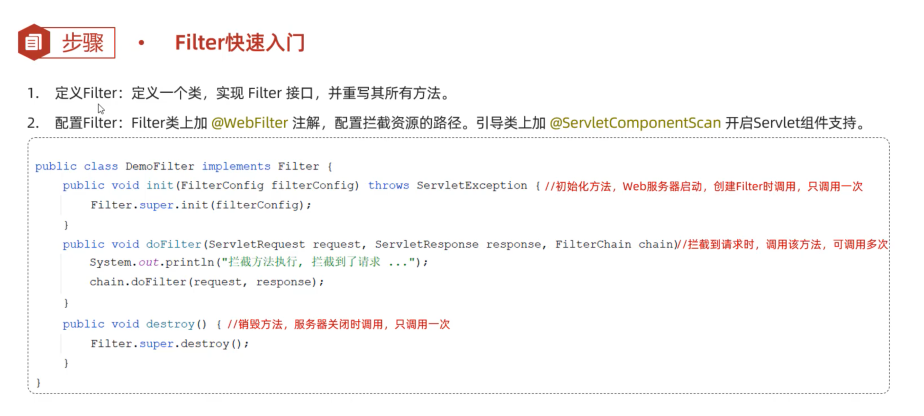 步骤 • Filter快速入门
1. 定义Filter：定义一个类，实现 Filter 接口，并重写其所有方法。
2. 配置Filter：Filter类上加 @WebFilter 注解，配置拦截资源的路径。引导类上加 @ServletComponentScan 开启Servlet组件支持。
public class DemoFilter implements Filter {
public void init(FilterConfig filterConfig) throws ServletException { //初始化方法，Web服务器启动，创建Filter时调用，只调用一次
Filter.super.init(filterConfig);
}
public void doFilter(ServletRequest request, ServletResponse response, FilterChain chain)//拦截到请求时，调用该方法，可调用多次
System.out.println("拦截方法执行, 拦截到了请求 ...");
chain.doFilter(request, response);
}
public void destroy() { //销毁方法，服务器关闭时调用，只调用一次
Filter.super.destroy();
}
}